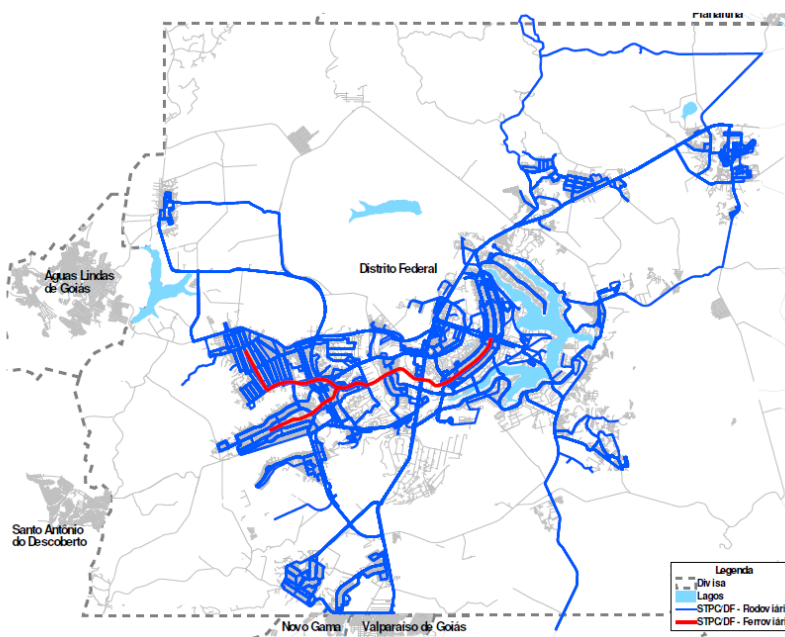 Planaltina
Distrito Federal
Águas Lindas
de Goiás
Santo Antônio
do Descoberto
Novo Gama
Valparaíso de Goiás
Legenda
Divisa
Lagos
STPC/DF - Rodoviári
STPC/DF - Ferroviári